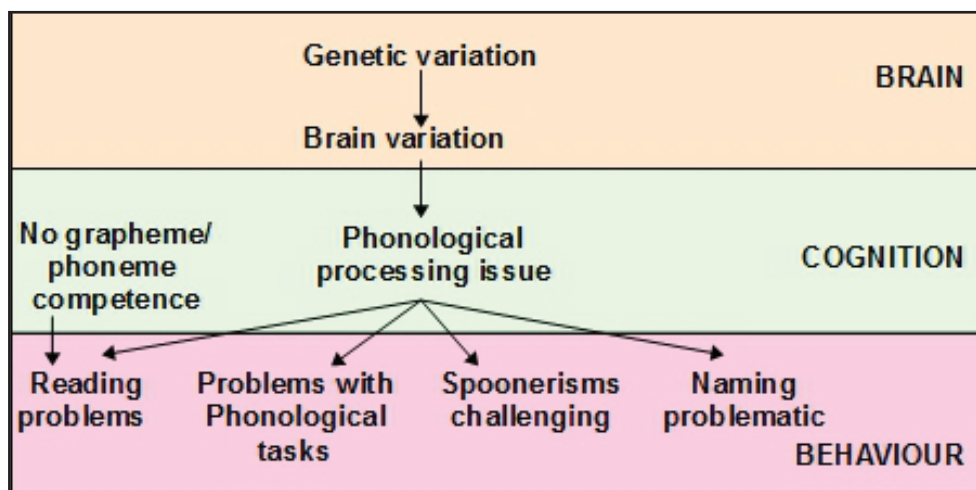 Genetic variation
BRAIN
Brain variation
No grapheme/
phoneme
competence
Phonological
processing issue
COGNITION
Reading
problems
Problems with
Phonological
tasks
Spoonerisms
challenging
Naming
problematic
BEHAVIOUR